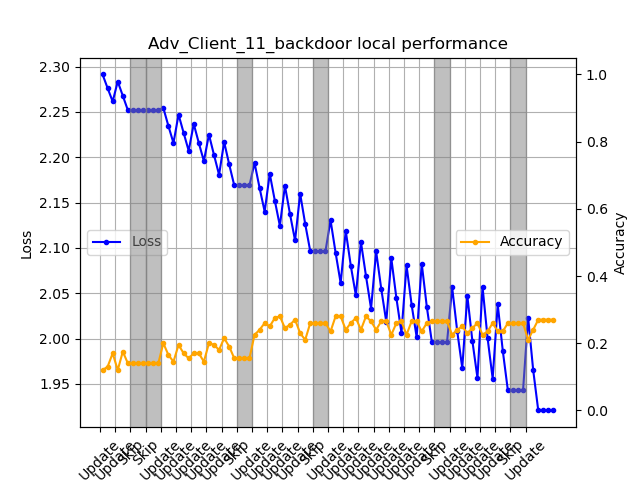 Adv_Client_11_backdoor local performance
2.30
2.25
2.20
2.15
2.10
2.05
2.00
1.95
Loss
1.0
0.8
0.6
0.4
0.2
0.0
Accuracy
Loss
Accuracy
Update
Update
Skip
Skip
Update
Update
Update
Update
Update
Skip
Update
Update
Update
Update
Skip
Update
Update
Update
Update
Update
Update
Update
Skip
Update
Update
Update
Update
Skip
Update